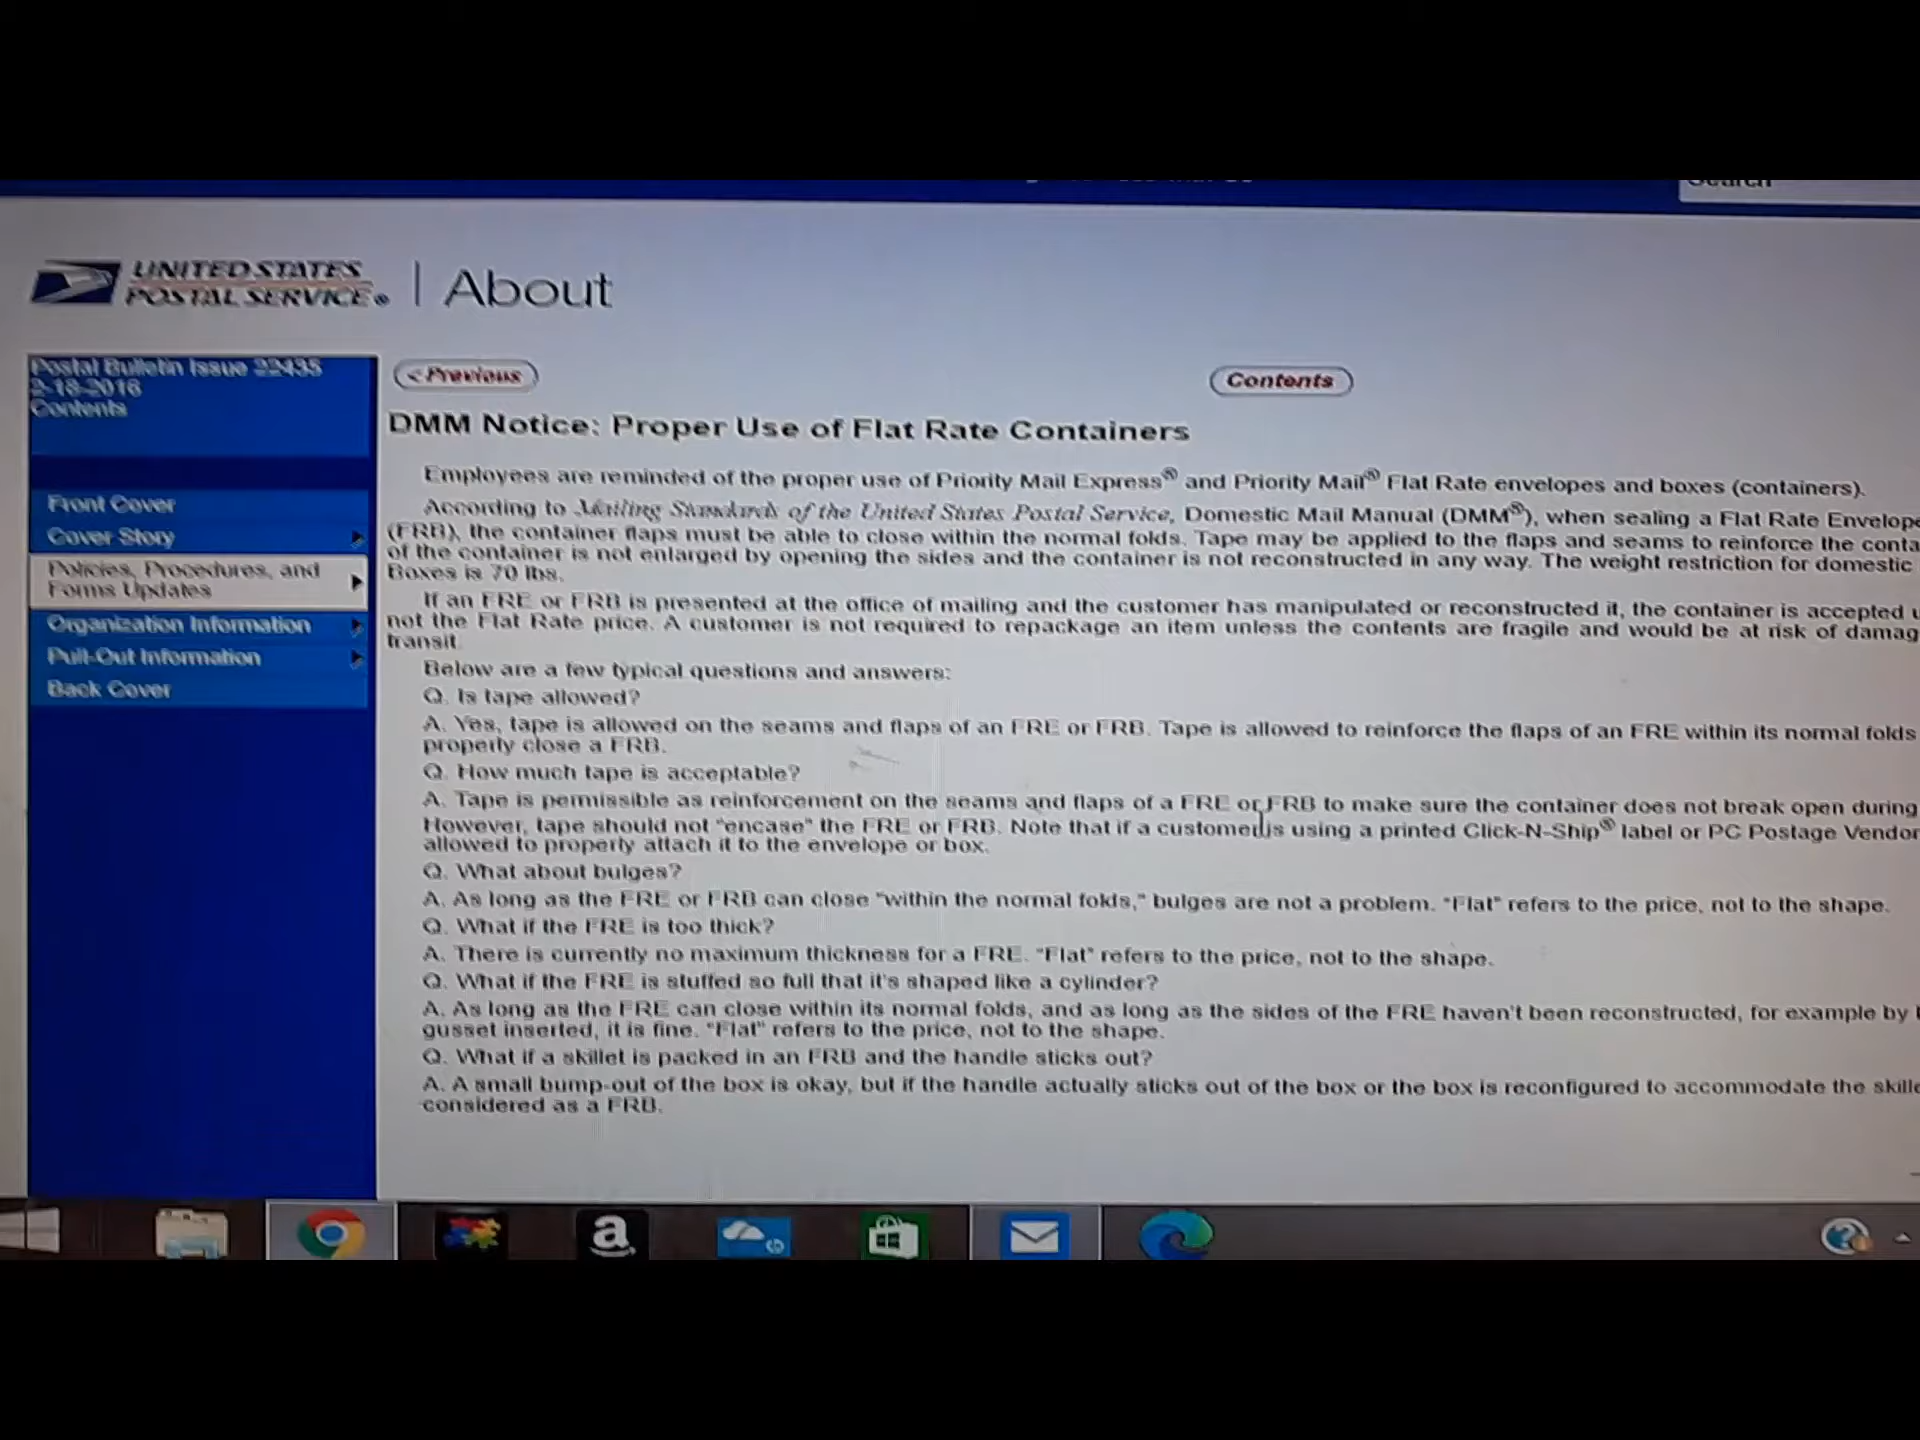 Search
UNITED STATES
POSTAL SERVICE® | About
Postal Bulletin Issue 22435
2-18-2016
Contents
< Previous
Contents
Front Cover
Cover Story
Policies, Procedures, and
Forms Updates
Organization Information
Pull-Out Information
Back Cover
DMM Notice: Proper Use of Flat Rate Containers
Employees are reminded of the proper use of Priority Mail Express® and Priority Mail® Flat Rate envelopes and boxes (containers).
According to Mailing Standards of the United States Postal Service, Domestic Mail Manual (DMM®), when sealing a Flat Rate Envelope
(FRB), the container flaps must be able to close within the normal folds. Tape may be applied to the flaps and seams to reinforce the conta
of the container is not enlarged by opening the sides and the container is not reconstructed in any way. The weight restriction for domestic
Boxes is 70 lbs.
If an FRE or FRB is presented at the office of mailing and the customer has manipulated or reconstructed it, the container is accepted u
not the Flat Rate price. A customer is not required to repackage an item unless the contents are fragile and would be at risk of damag
transit.
Below are a few typical questions and answers:
Q. Is tape allowed?
A. Yes, tape is allowed on the seams and flaps of an FRE or FRB. Tape is allowed to reinforce the flaps of an FRE within its normal folds
properly close a FRB.
Q. How much tape is acceptable?
A. Tape is permissible as reinforcement on the seams and flaps of a FRE or FRB to make sure the container does not break open during
However, tape should not "encase" the FRE or FRB. Note that if a customer is using a printed Click-N-Ship® label or PC Postage Vendor
allowed to properly attach it to the envelope or box.
Q. What about bulges?
A. As long as the FRE or FRB can close "within the normal folds," bulges are not a problem. "Flat" refers to the price, not to the shape.
Q. What if the FRE is too thick?
A. There is currently no maximum thickness for a FRE. "Flat" refers to the price, not to the shape.
Q. What if the FRE is stuffed so full that it's shaped like a cylinder?
A. As long as the FRE can close within its normal folds, and as long as the sides of the FRE haven't been reconstructed, for example by
gusset inserted, it is fine. "Flat" refers to the price, not to the shape.
Q. What if a skillet is packed in an FRB and the handle sticks out?
A. A small bump-out of the box is okay, but if the handle actually sticks out of the box or the box is reconfigured to accommodate the skille
considered as a FRB.
a
hp